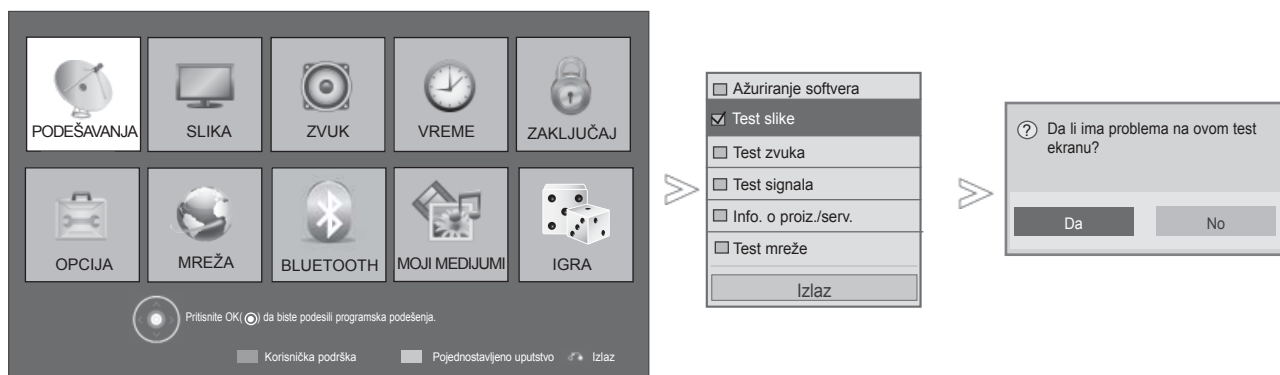 PODEŠAVANJA
SLIKA
ZVUK
VREME
ZAKLJUČAJ
OPCIJA
MREŽA
BLUETOOTH
MOJI MEDIJUMI
IGRA
Pritisnite OK( ) da biste podesili programska podešenja.
Korisnička podrška
Pojednostavljeno uputstvo
Izlaz
Ažuriranje softvera
Test slike
Test zvuka
Test signala
Info. o proiz./serv.
Test mreže
Izlaz
? Da li ima problema na ovom test
ekranu?
Da
No